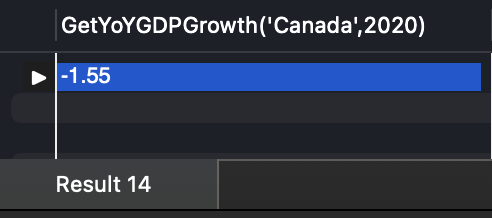 GetYoYGDPGrowth('Canada',2020)
-1.55
Result 14